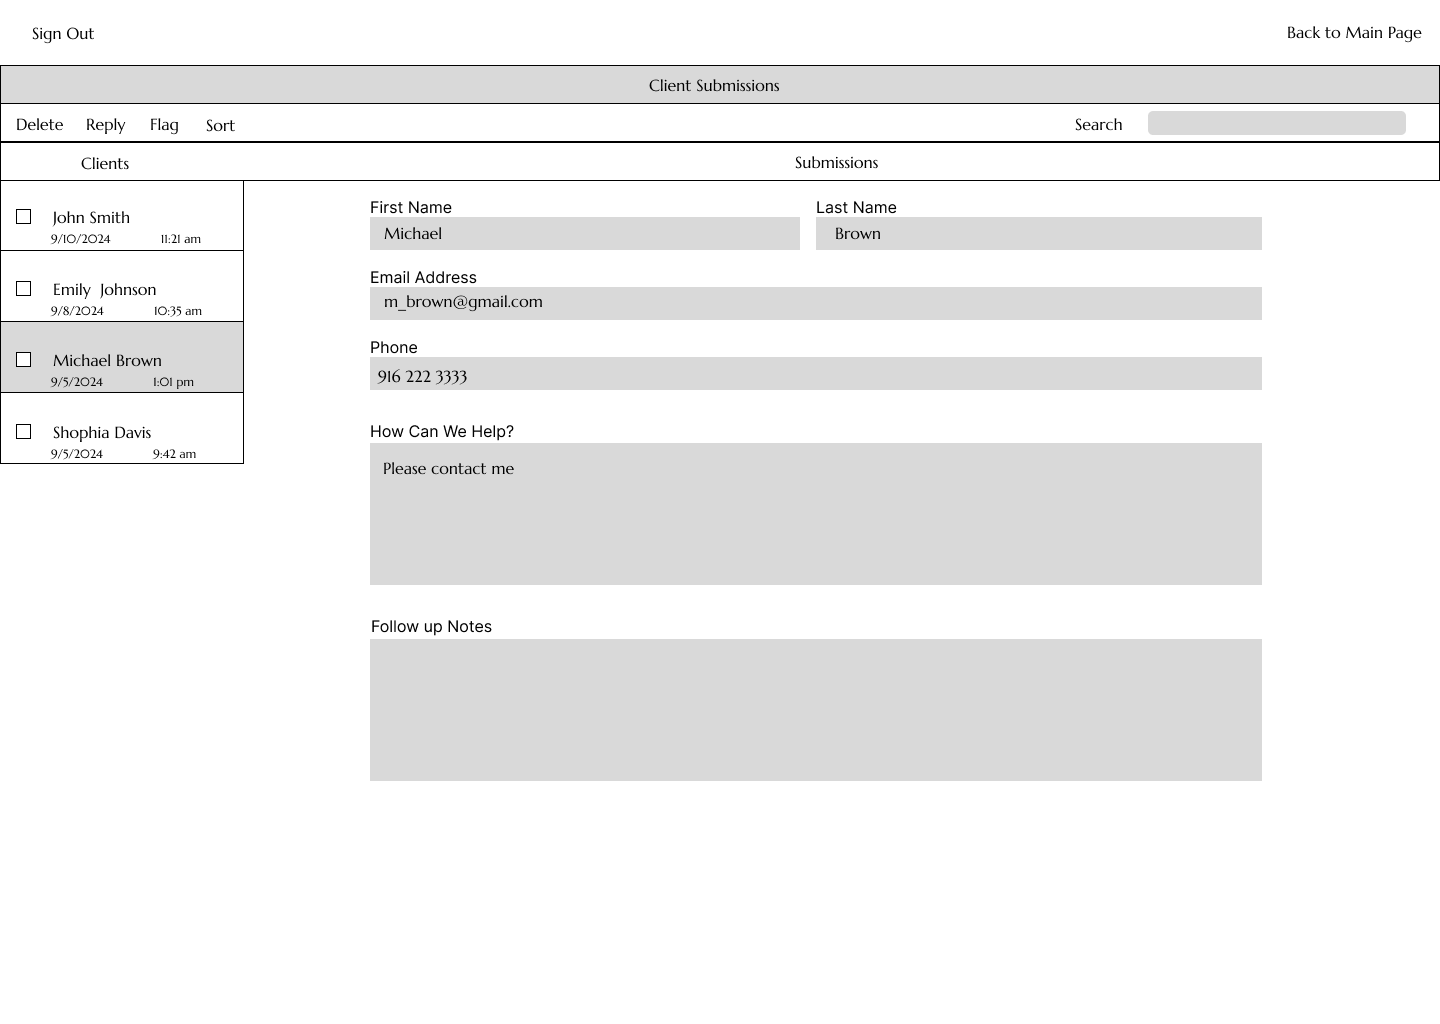 Sign Out
Back to Main Page
Client Submissions
Delete Reply Flag Sort
Search
Clients
Submissions
John Smith
9/10/2024 11:21 am
Emily Johnson
9/8/2024 10:35 am
Michael Brown
9/5/2024 1:01 pm
Shophia Davis
9/5/2024 9:42 am
First Name
Michael
Last Name
Brown
Email Address
m_brown@gmail.com
Phone
916 222 3333
How Can We Help?
Please contact me
Follow up Notes